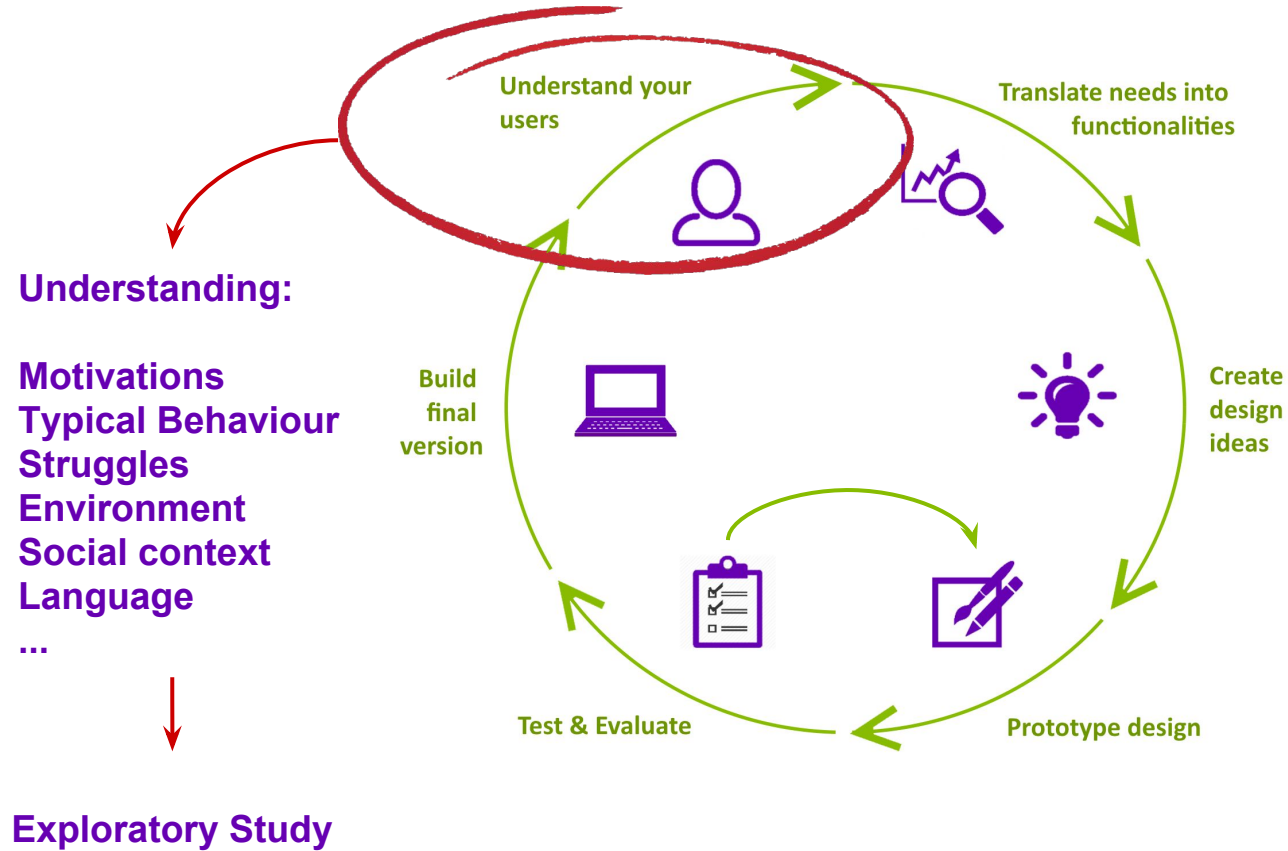 Understand your
users
Translate needs into
functionalities
Understanding:
Motivations
Typical Behaviour
Struggles
Environment
Social context
Language
...
Exploratory Study
Build
final
version
Create
design
ideas
Test & Evaluate
Prototype design